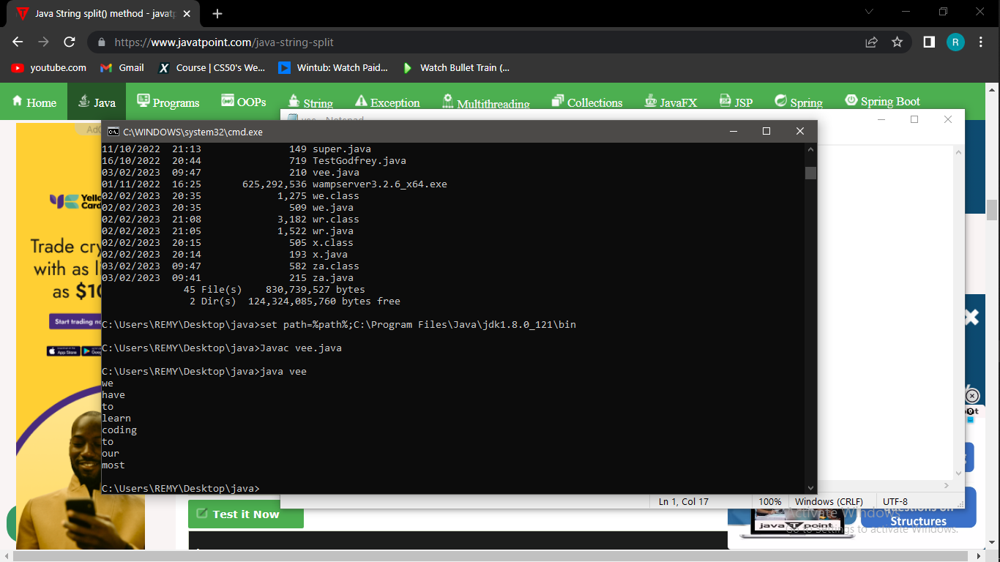 Java String split() method - javatp
https://www.javatpoint.com/java-string-split
R
youtube.com
Gmail
Course | CS50's We...
Wintub: Watch Paid...
Watch Bullet Train (...
Home
Java
Programs
OOPs
String
Exception
Multithreading
Collections
JavaFX
JSP
Spring
Spring Boot
vee - Notepad
C:\WINDOWS\system32\cmd.exe
11/10/2022  21:13               149 super.java
16/10/2022  20:44               719 TestGodfrey.java
03/02/2023  09:47               210 vee.java
01/11/2022  16:25       625,292,536 wampserver3.2.6_x64.exe
02/02/2023  20:35             1,275 we.class
02/02/2023  20:35               509 we.java
02/02/2023  21:08             3,182 wr.class
02/02/2023  21:05             1,522 wr.java
02/02/2023  20:15               505 x.class
02/02/2023  20:14               193 x.java
03/02/2023  09:47               582 za.class
03/02/2023  09:41               215 za.java
45 File(s)    830,739,527 bytes
2 Dir(s)  124,324,085,760 bytes free
C:\Users\REMY\Desktop\java>set path=%path%;C:\Program Files\Java\jdk1.8.0_121\bin
C:\Users\REMY\Desktop\java>Javac vee.java
C:\Users\REMY\Desktop\java>java vee
we
have
to
learn
coding
to
our
most
C:\Users\REMY\Desktop\java>
Yello
Card
Trade cry
with as li
as $10
Start trading no
App Store
Ln 1, Col 17
100%
Windows (CRLF)
UTF-8
Test it Now
java T point
Questions on
Structures
Activate Windows
Go to Settings to activate Windows.